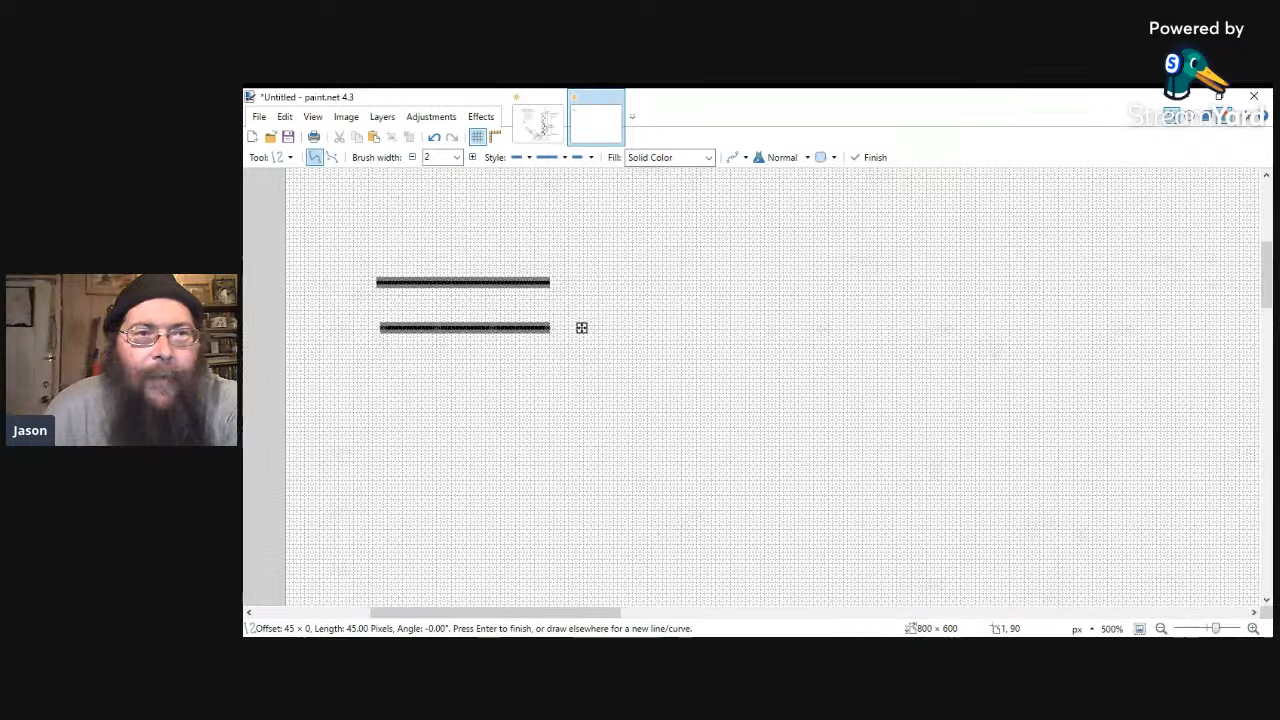 Powered by
S
StreamYard
*Untitled - paint.net 4.3
File Edit View Image Layers Adjustments Effects
Tool: Brush width: 2 Style: Fill: Solid Color Normal Finish
Jason
Offset: 45 × 0, Length: 45.00 Pixels, Angle: -0.00°. Press Enter to finish, or draw elsewhere for a new line/curve. 800 × 600 1, 90 px 500%